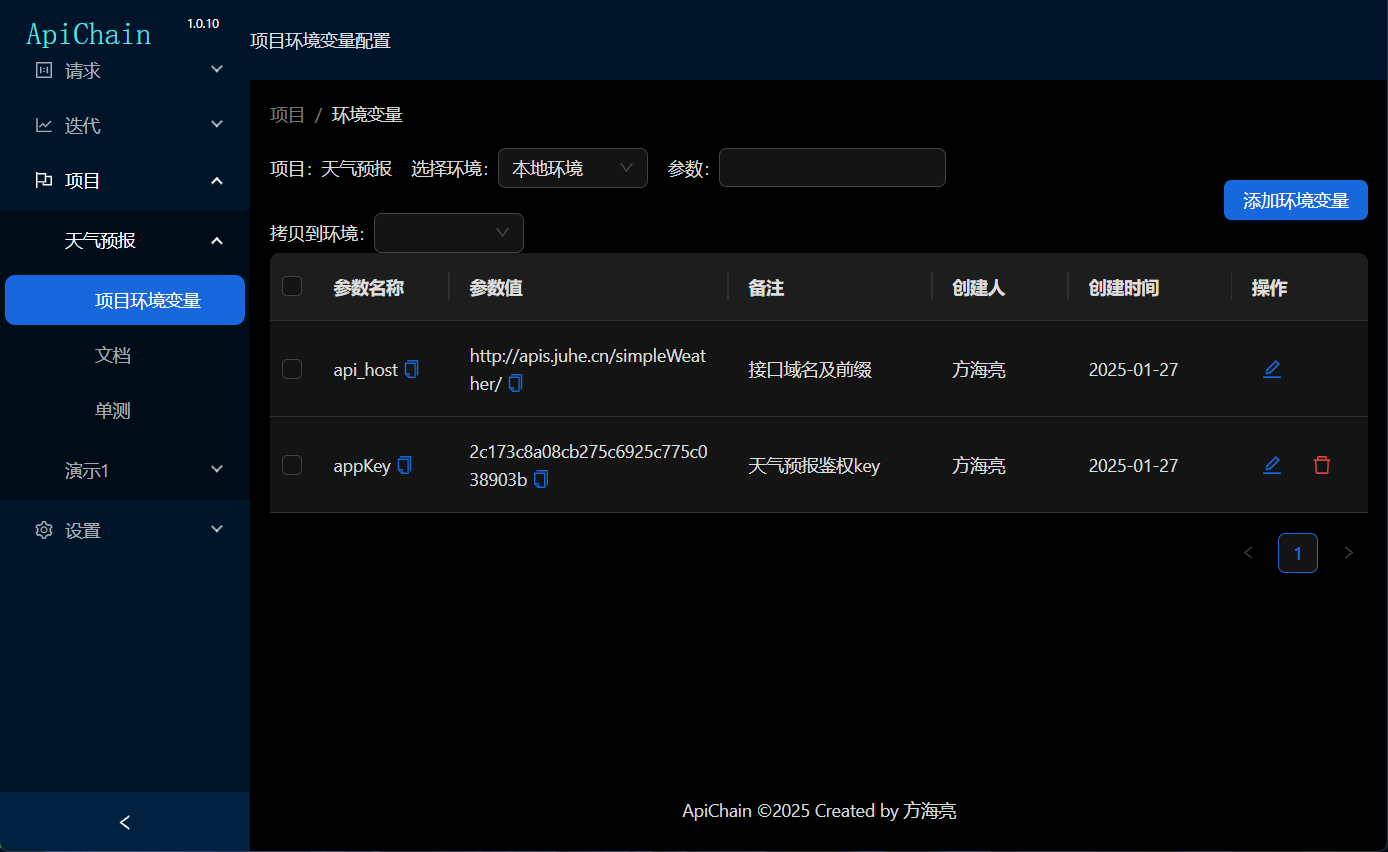 ApiChain
1.0.10
请求
迭代
项目
天气预报
项目环境变量
文档
单测
演示1
设置
项目环境变量配置
项目 / 环境变量
项目: 天气预报 选择环境: 本地环境 参数:
添加环境变量
拷贝到环境:
参数名称 参数值 备注 创建人 创建时间 操作
api_host http://apis.juhe.cn/simpleWeat 接口域名及前缀 方海亮 2025-01-27
her/
appKey 2c173c8a08cb275c6925c775c0 天气预报鉴权key 方海亮 2025-01-27
38903b
1
ApiChain ©2025 Created by 方海亮